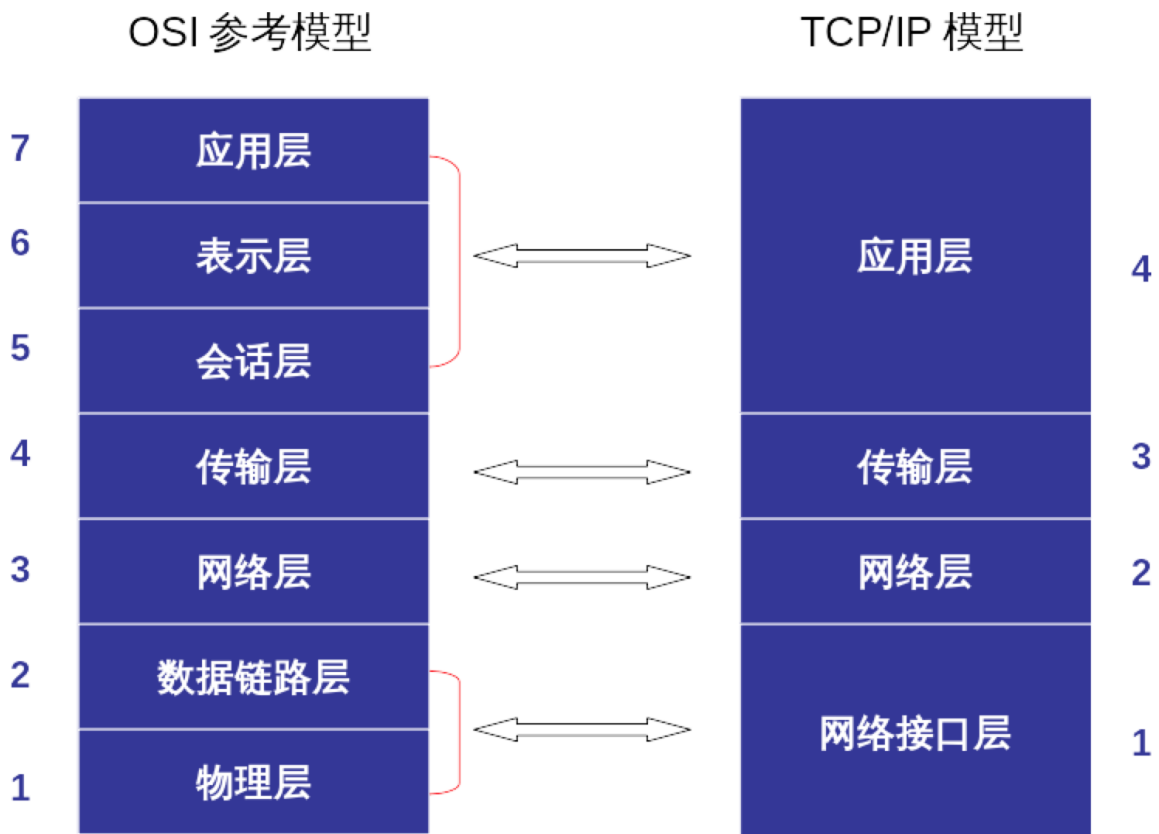 OSI 参考模型
TCP/IP 模型
7
应用层
6
表示层
5
会话层
4
传输层
3
网络层
2
数据链路层
1
物理层
应用层
4
传输层
3
网络层
2
网络接口层
1